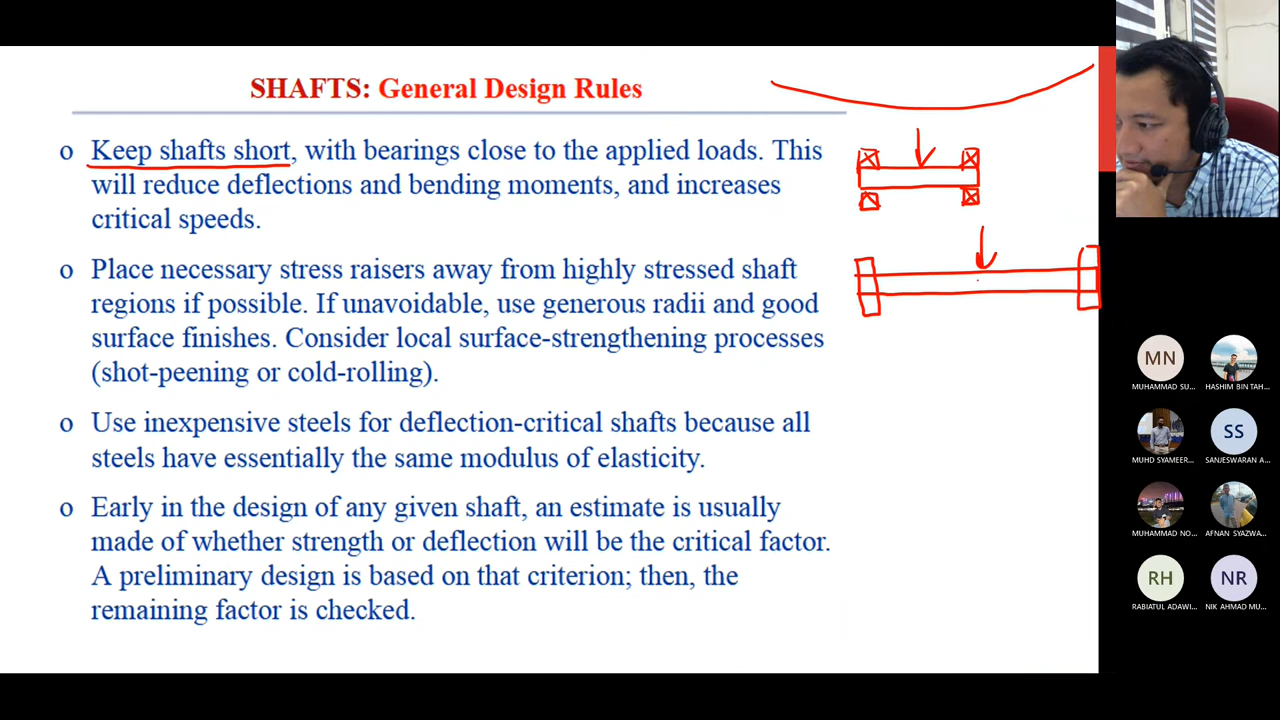 SHAFTS: General Design Rules
o Keep shafts short, with bearings close to the applied loads. This
will reduce deflections and bending moments, and increases
critical speeds.
o Place necessary stress raisers away from highly stressed shaft
regions if possible. If unavoidable, use generous radii and good
surface finishes. Consider local surface-strengthening processes
(shot-peening or cold-rolling).
o Use inexpensive steels for deflection-critical shafts because all
steels have essentially the same modulus of elasticity.
o Early in the design of any given shaft, an estimate is usually
made of whether strength or deflection will be the critical factor.
A preliminary design is based on that criterion; then, the
remaining factor is checked.
MN
MUHAMMAD SU...
HASHIM BIN TAH...
MUHD SYAMEER...
SS
SANJESWARAN A...
MUHAMMAD NO...
AFNAN SYAZWA...
RH
RABIATUL ADAWI...
NR
NIK AHMAD MU...